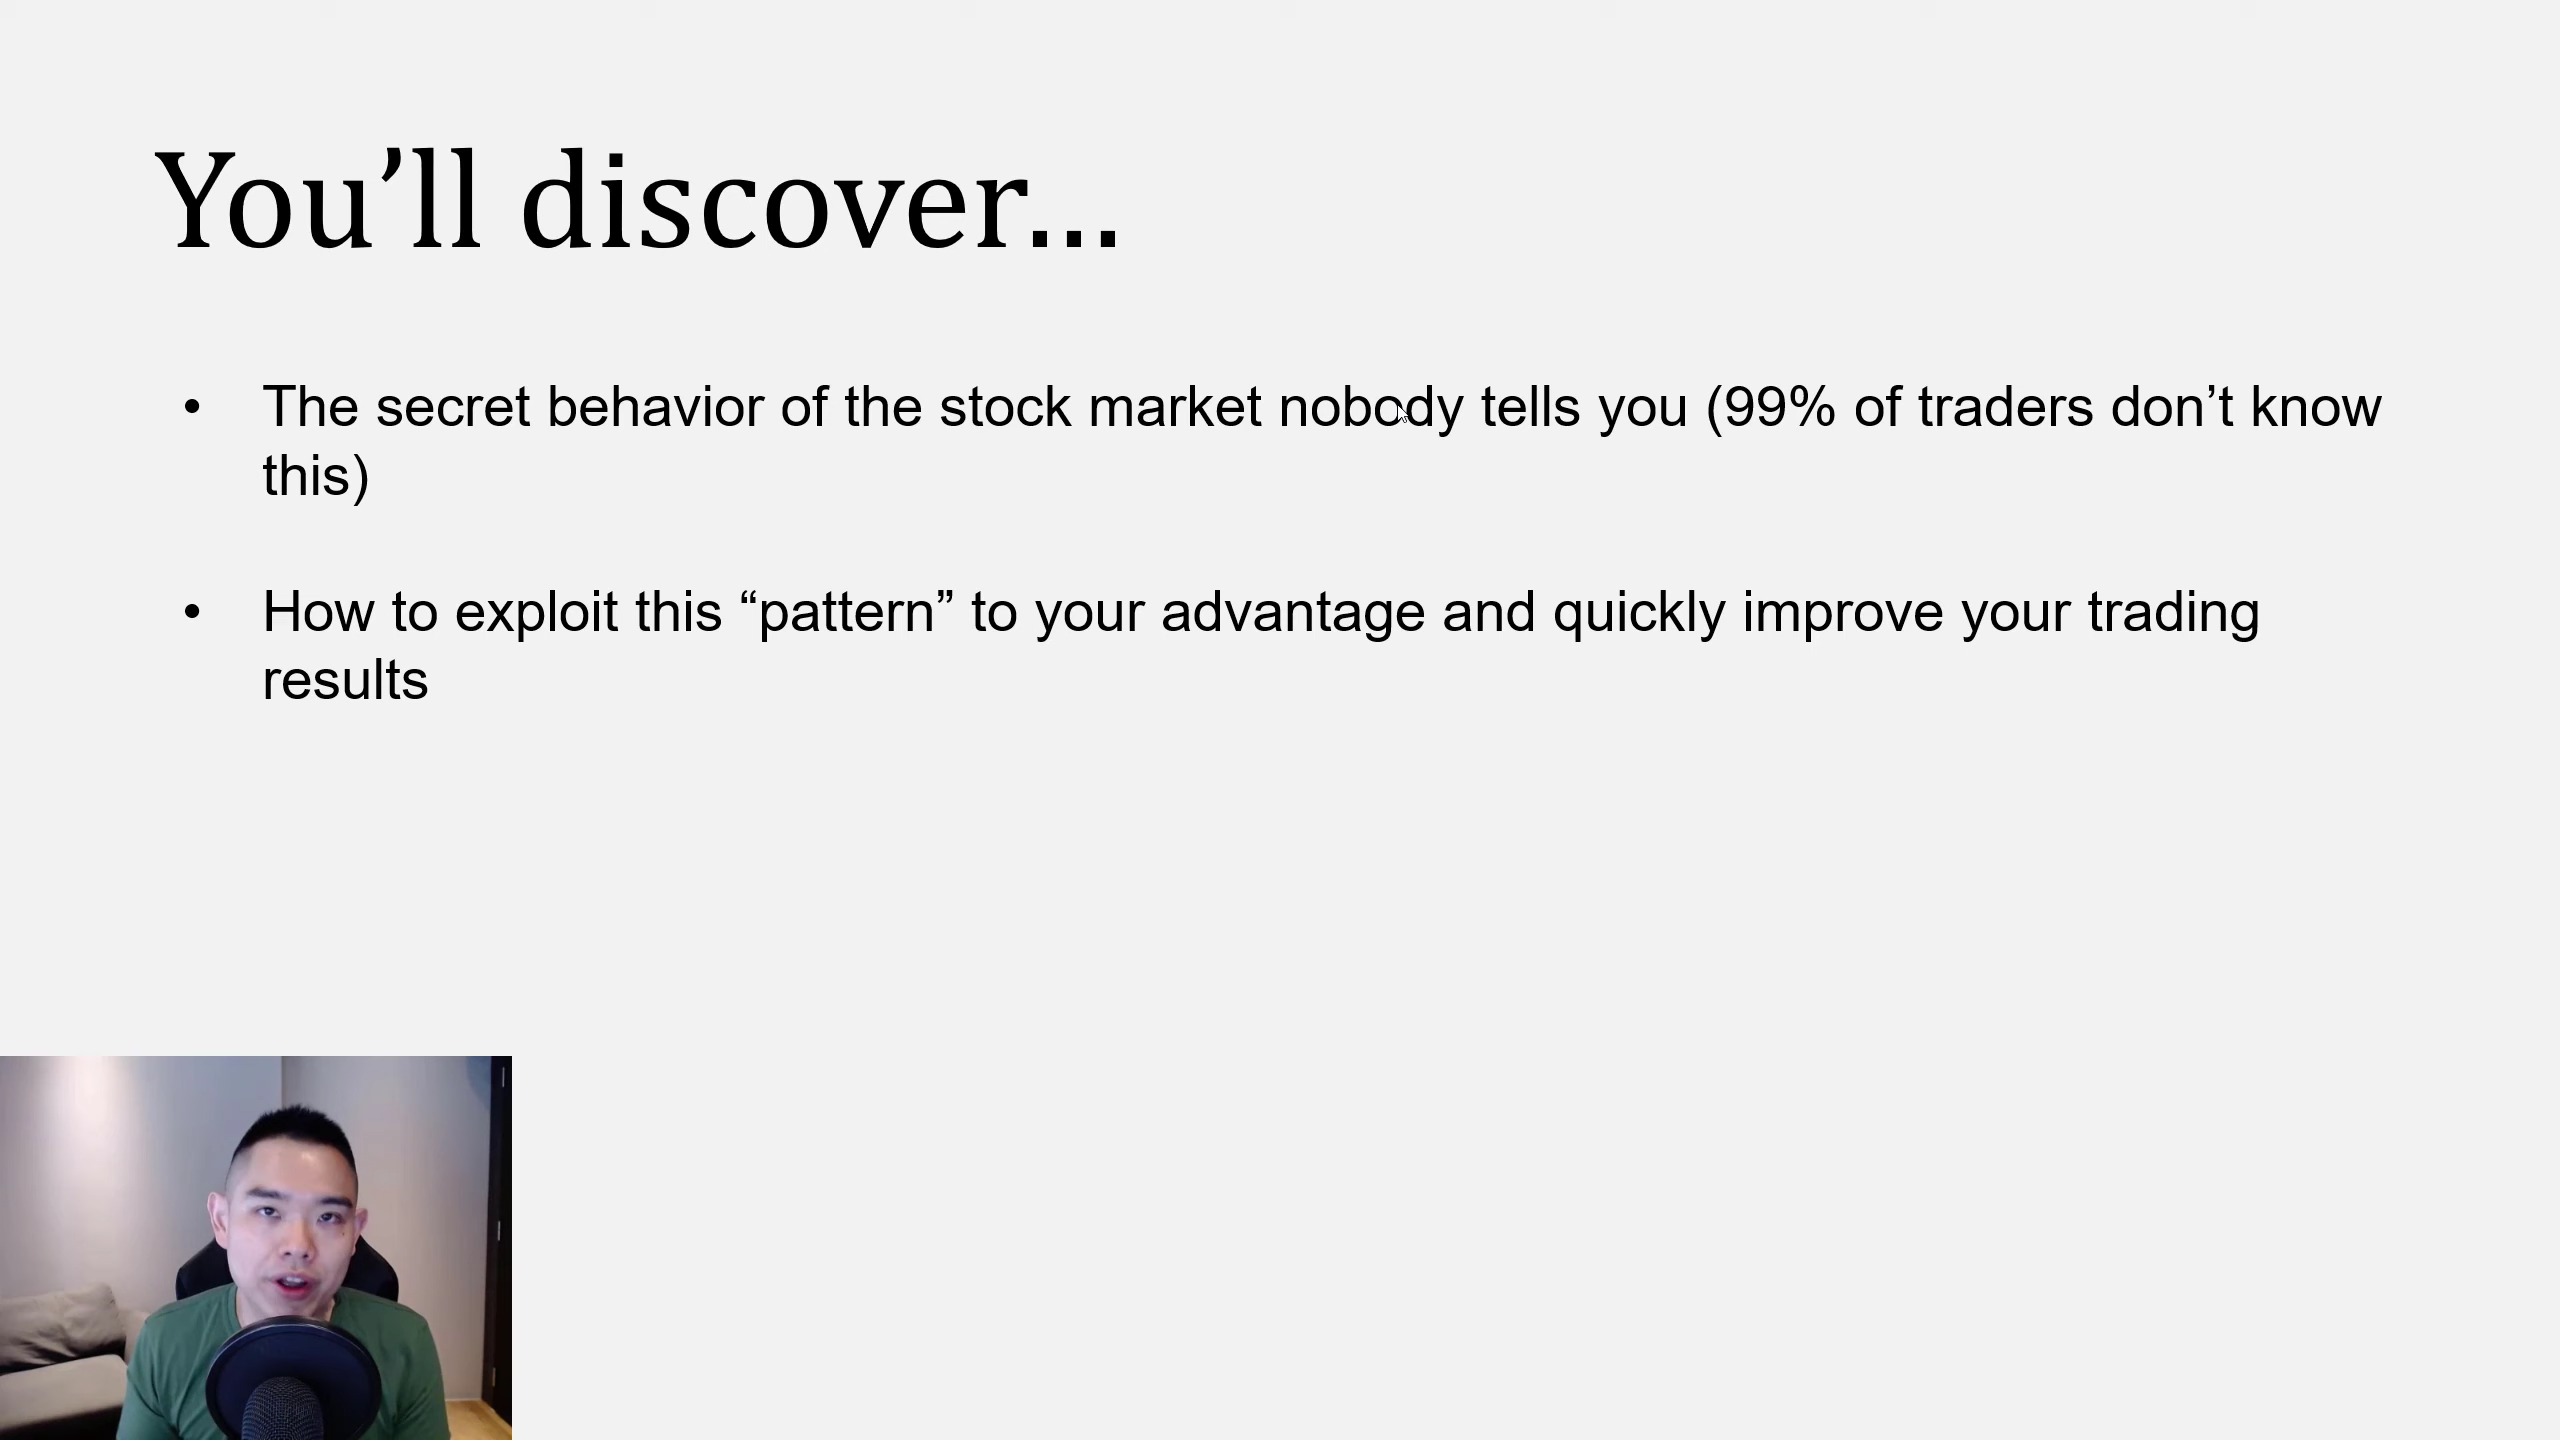 You’ll discover...
• The secret behavior of the stock market nobody tells you (99% of traders don’t know
this)
• How to exploit this “pattern” to your advantage and quickly improve your trading
results